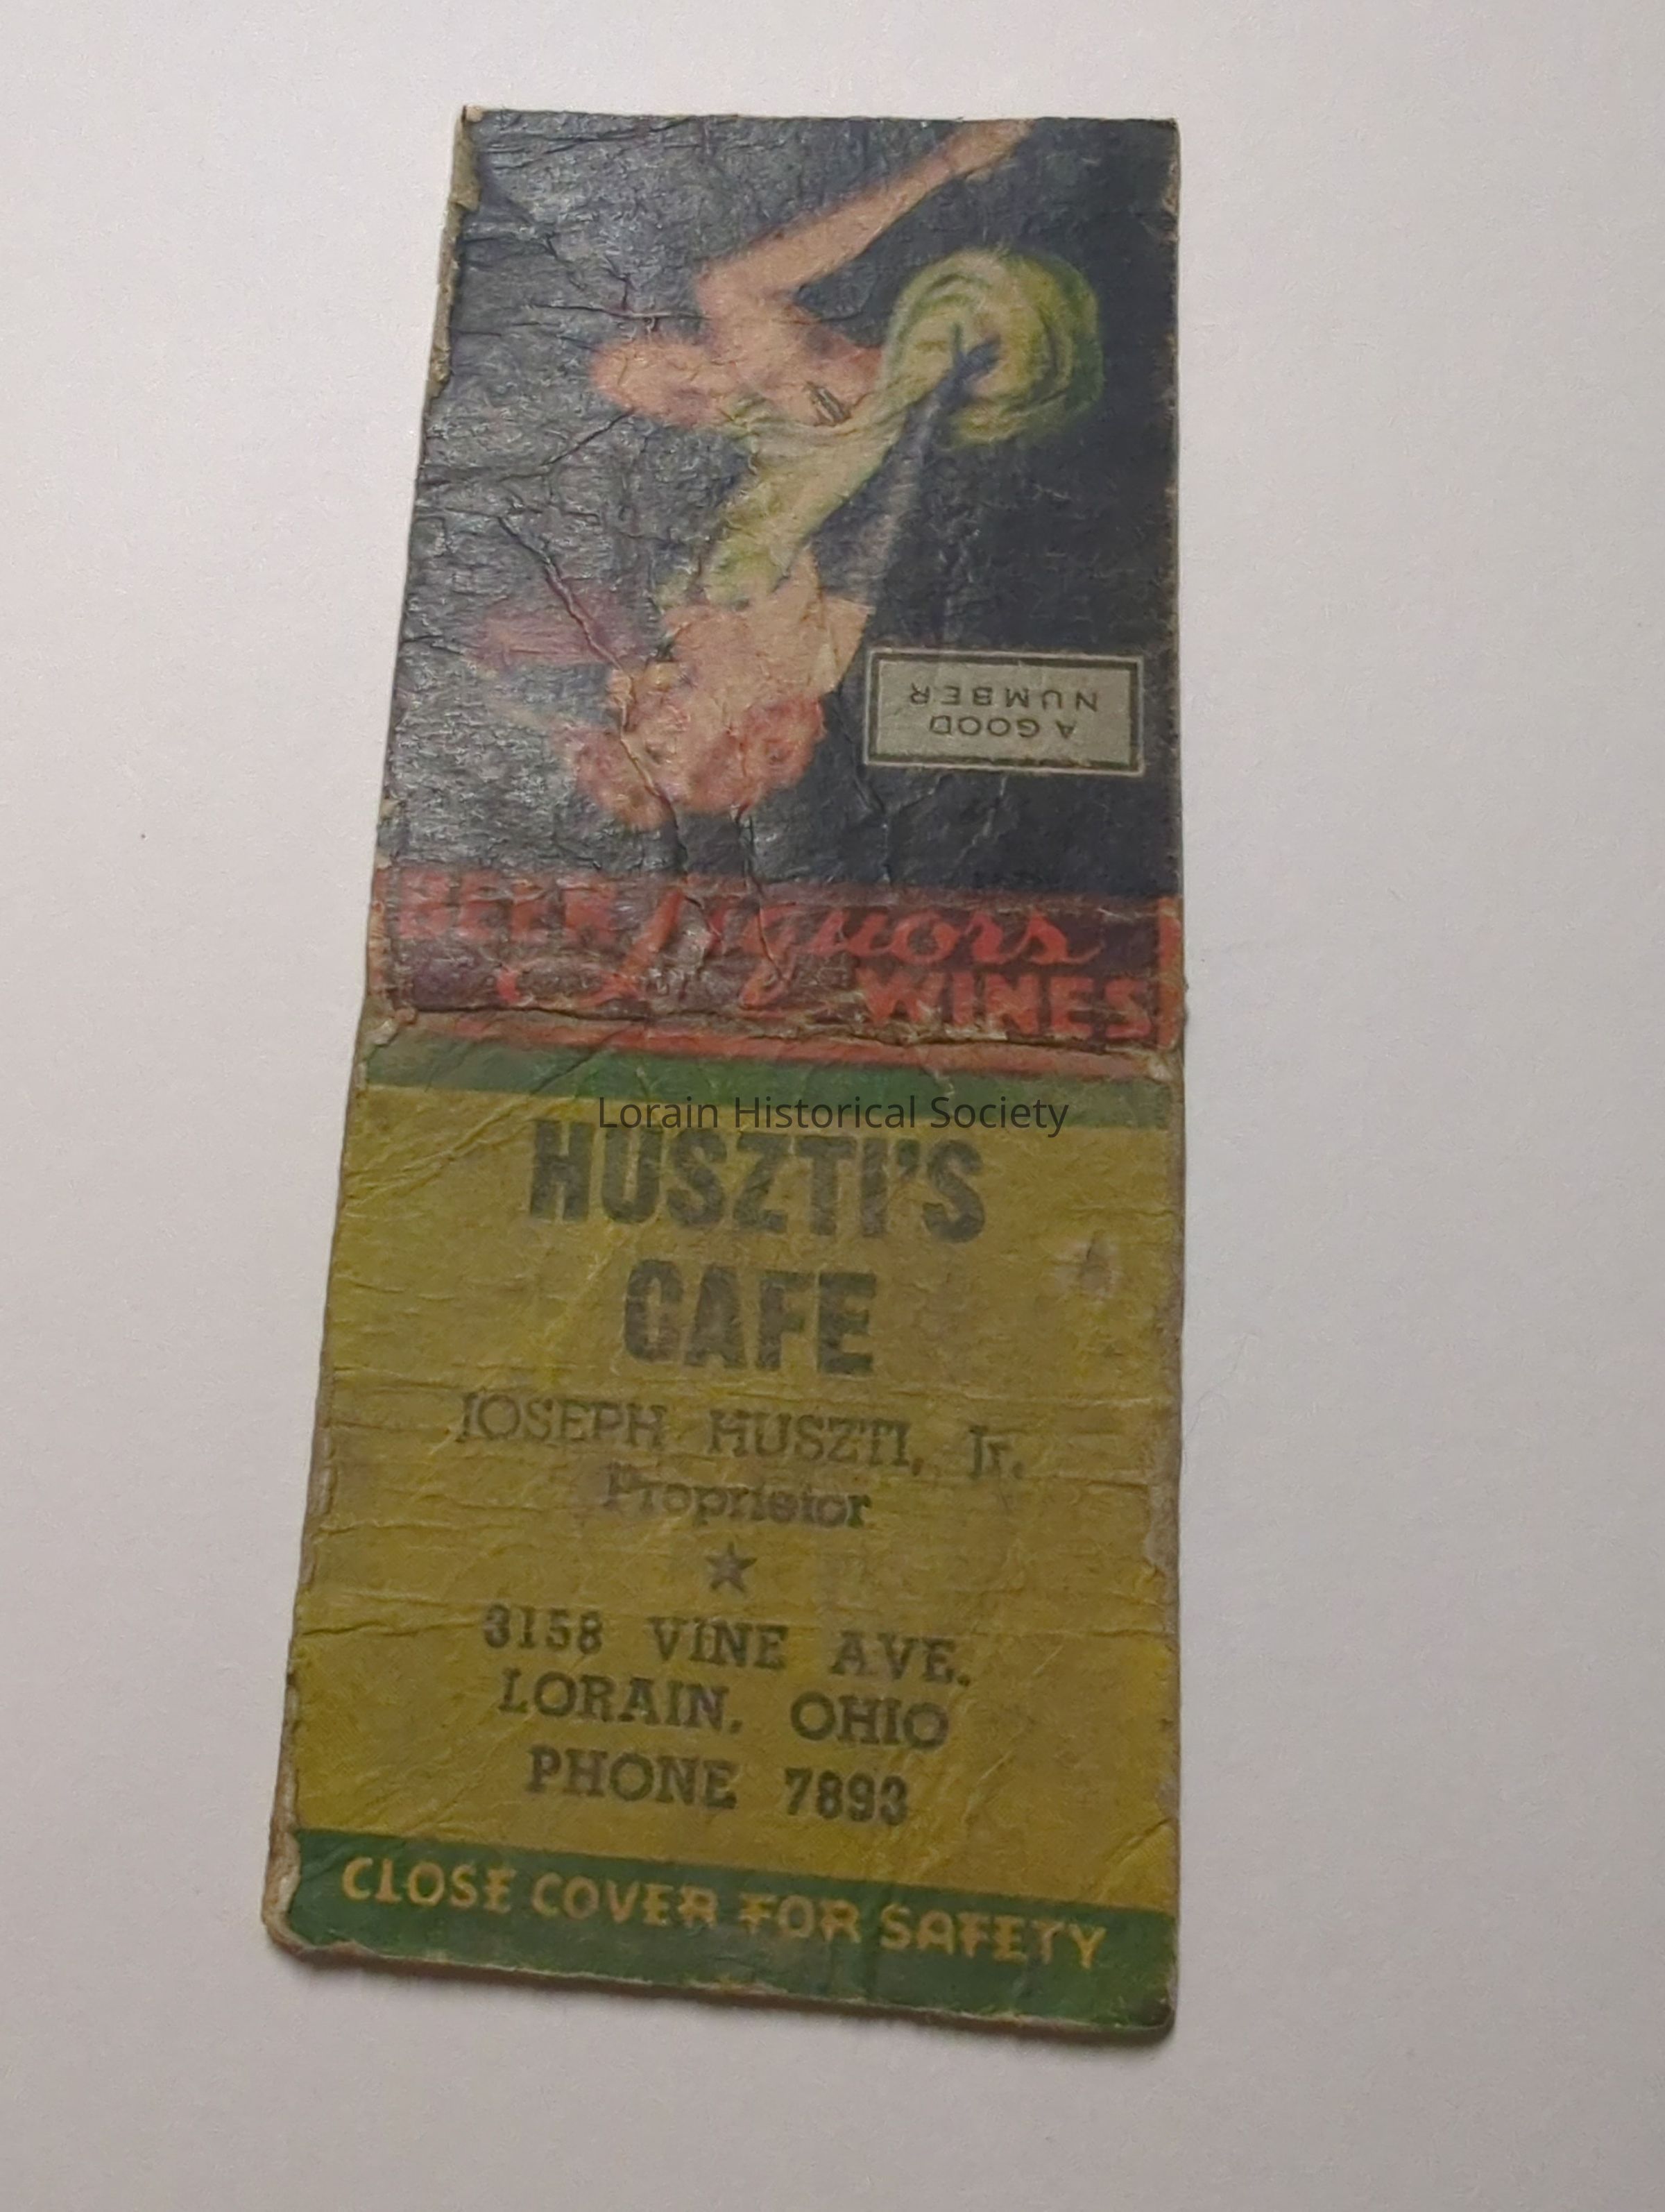 A GOOD
NUMBER
BEER Liquors
WINES
Lorain Historical Society
HUSZTI'S
CAFE
JOSEPH HUSZTI, Jr.
Proprietor
3158 VINE AVE.
LORAIN, OHIO
PHONE 7893
CLOSE COVER FOR SAFETY